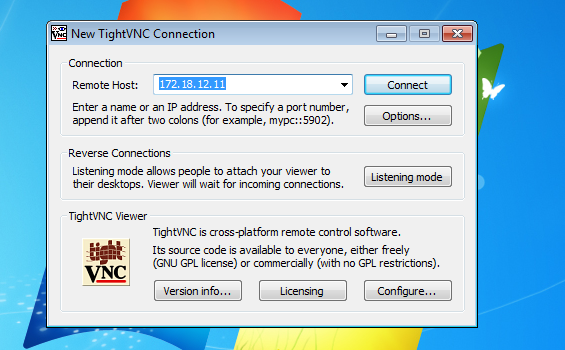 New TightVNC Connection
Connection
Remote Host: 172.18.12.11 Connect
Enter a name or an IP address. To specify a port number,
append it after two colons (for example, mypc::5902).
Options...
Reverse Connections
Listening mode allows people to attach your viewer to
their desktops. Viewer will wait for incoming connections.
Listening mode
TightVNC Viewer
tight
VNC
TightVNC is cross-platform remote control software.
Its source code is available to everyone, either freely
(GNU GPL license) or commercially (with no GPL restrictions).
Version info... Licensing Configure...